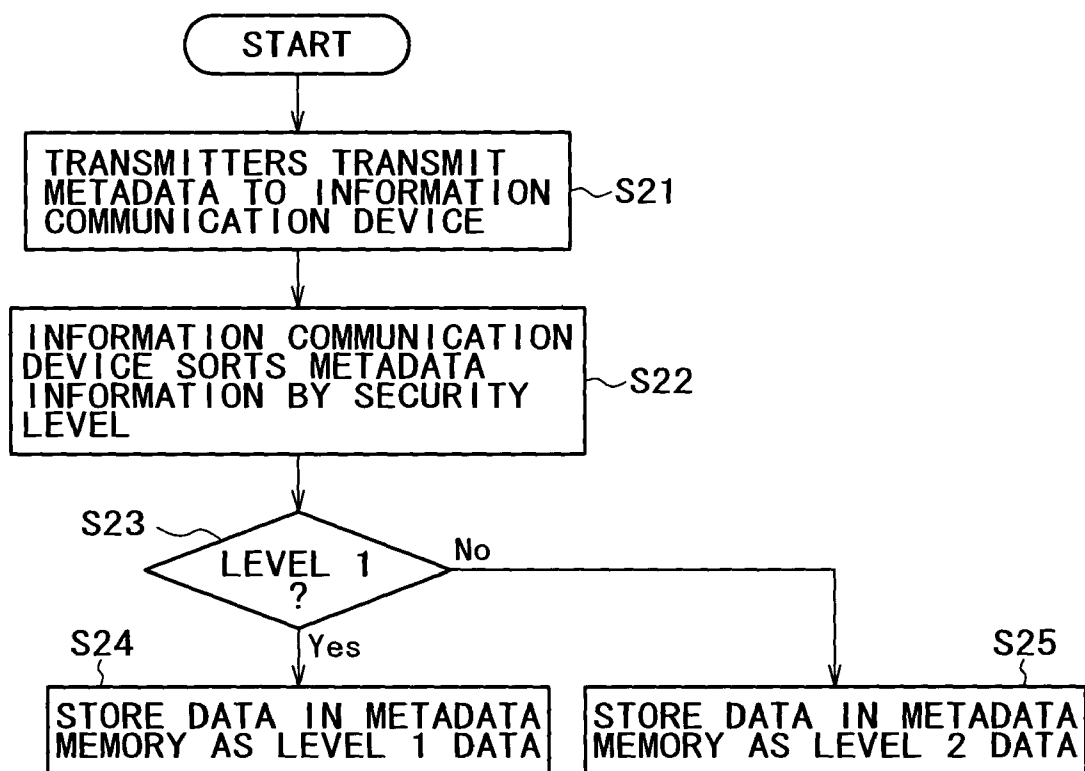 START
TRANSMITTERS TRANSMIT
METADATA TO INFORMATION
COMMUNICATION DEVICE
S21
INFORMATION COMMUNICATION
DEVICE SORTS METADATA
INFORMATION BY SECURITY
LEVEL
S22
S23
LEVEL 1
?
No
Yes
S24
STORE DATA IN METADATA
MEMORY AS LEVEL 1 DATA
S25
STORE DATA IN METADATA
MEMORY AS LEVEL 2 DATA